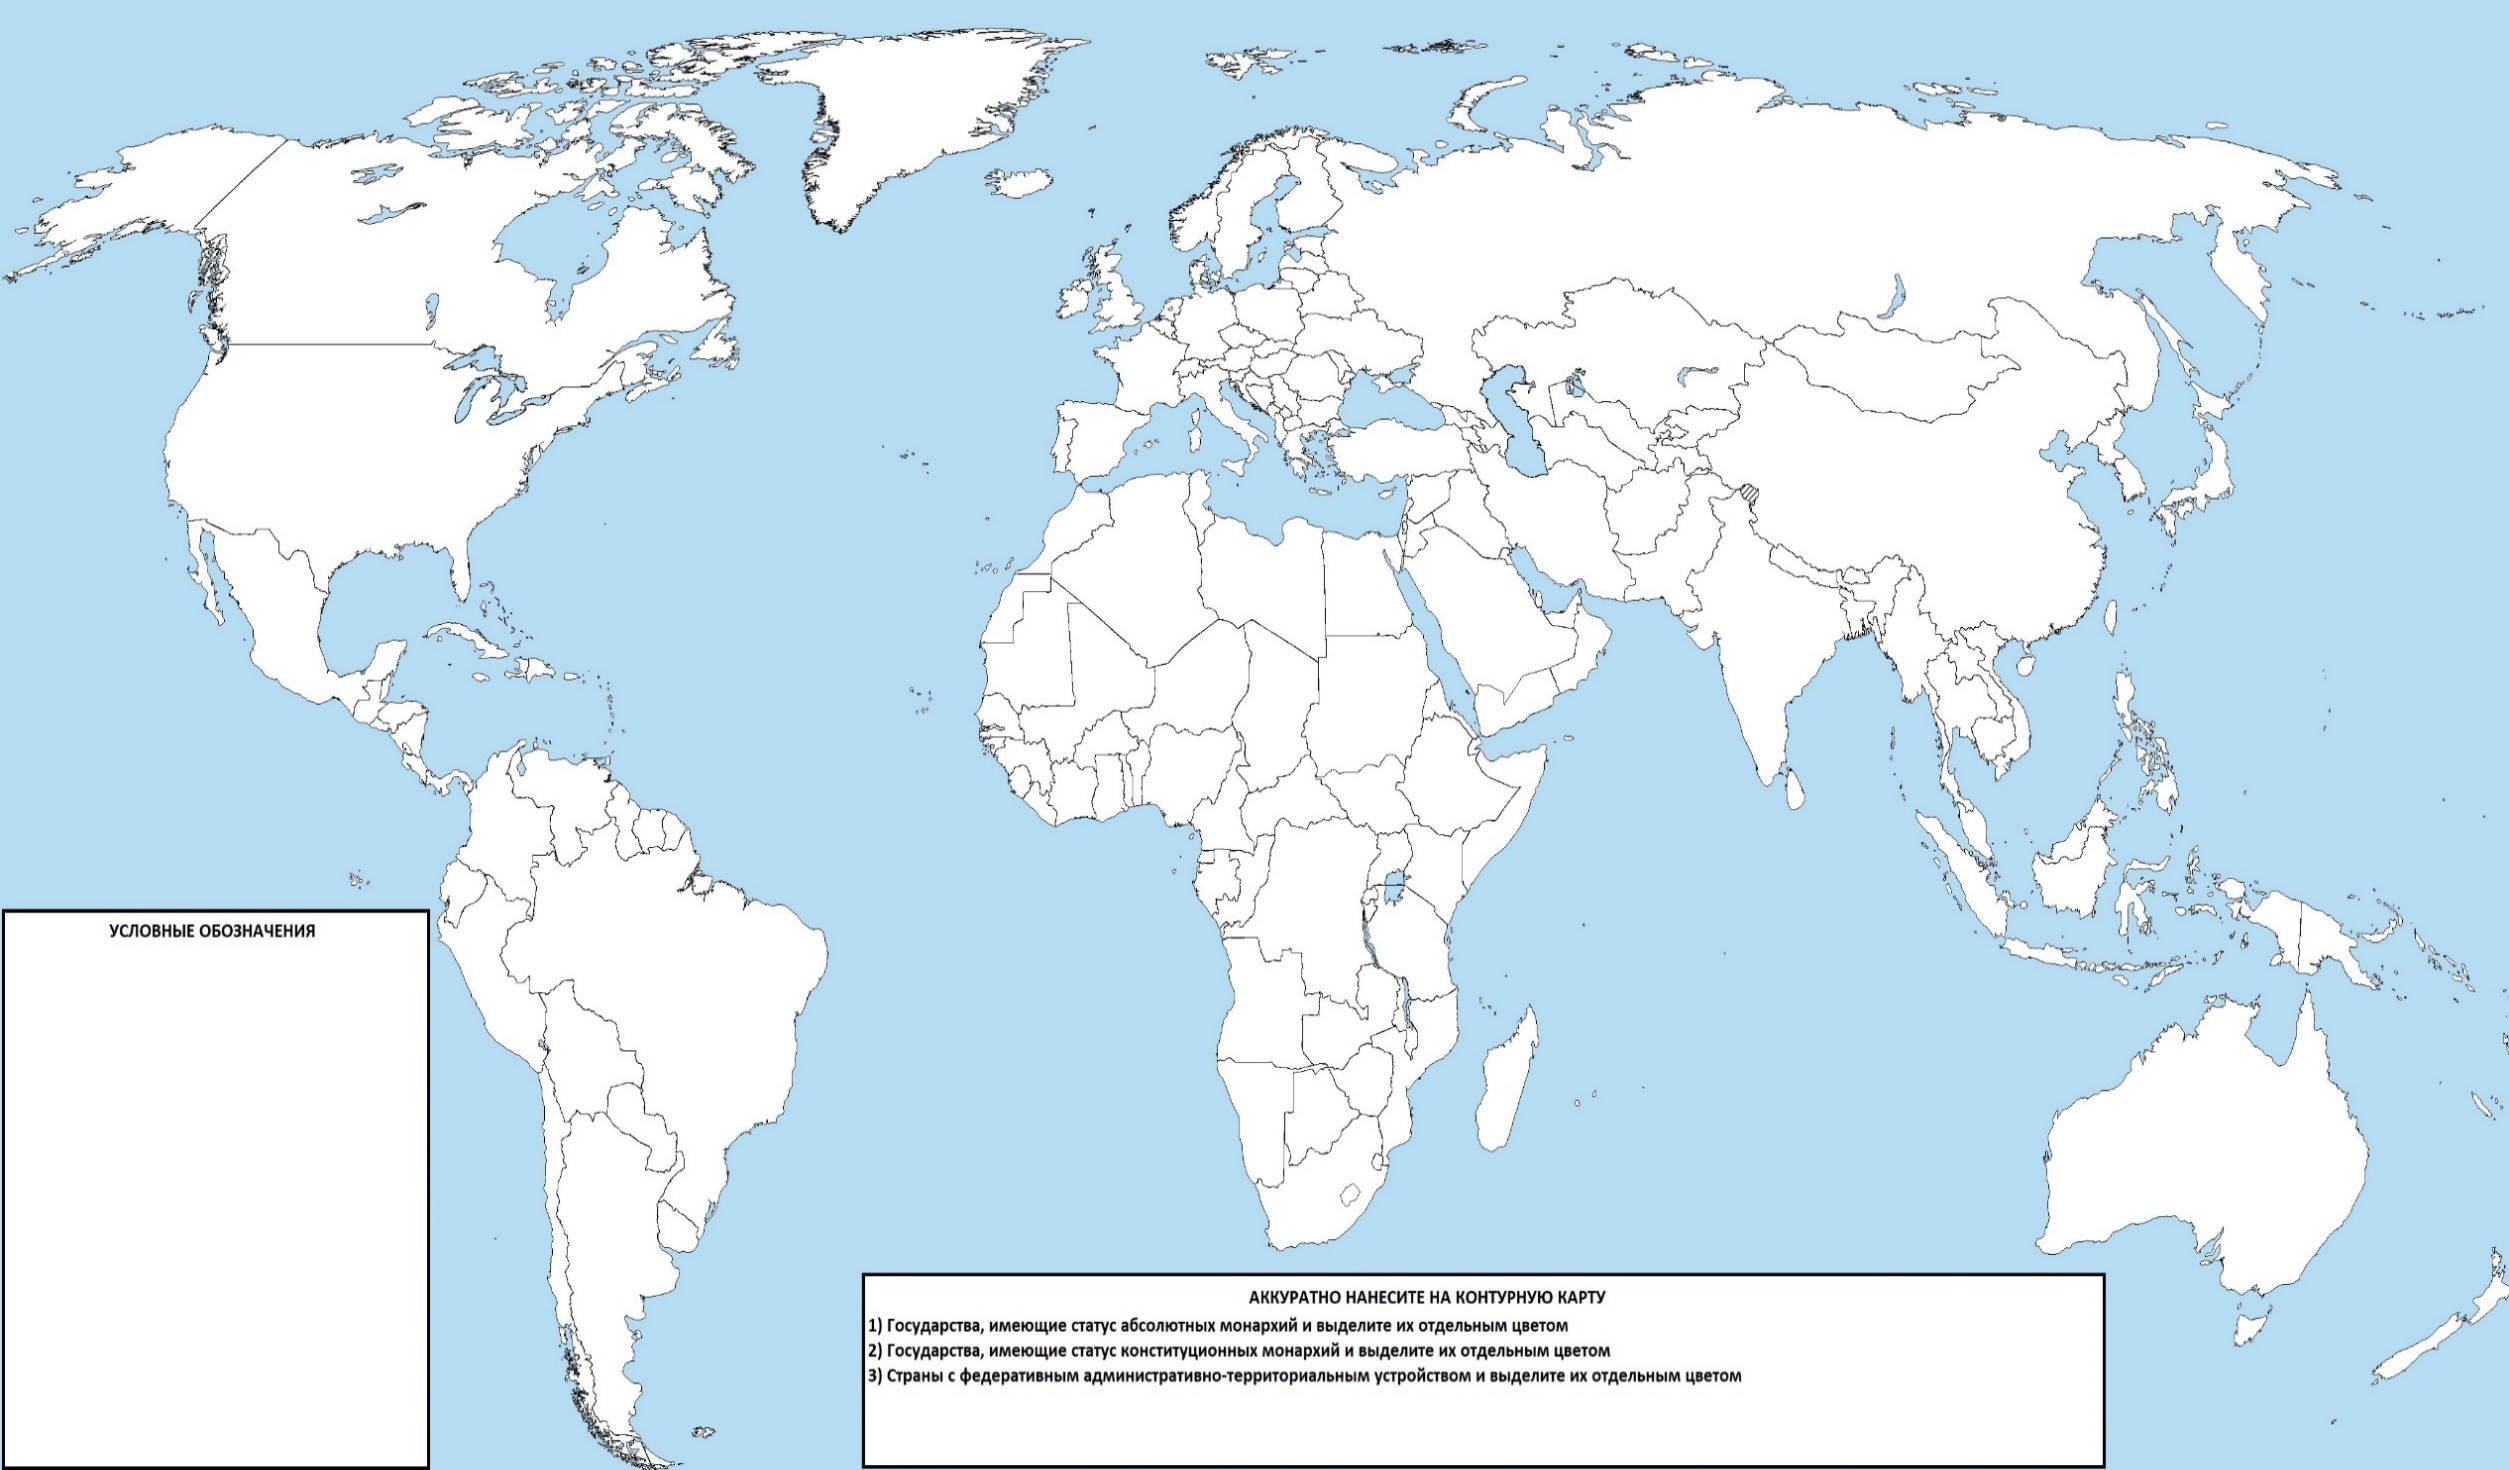 УСЛОВНЫЕ ОБОЗНАЧЕНИЯ
АККУРАТНО НАНЕСИТЕ НА КОНТУРНУЮ КАРТУ
1) Государства, имеющие статус абсолютных монархий и выделите их отдельным цветом
2) Государства, имеющие статус конституционных монархий и выделите их отдельным цветом
3) Страны с федеративным административно-территориальным устройством и выделите их отдельным цветом